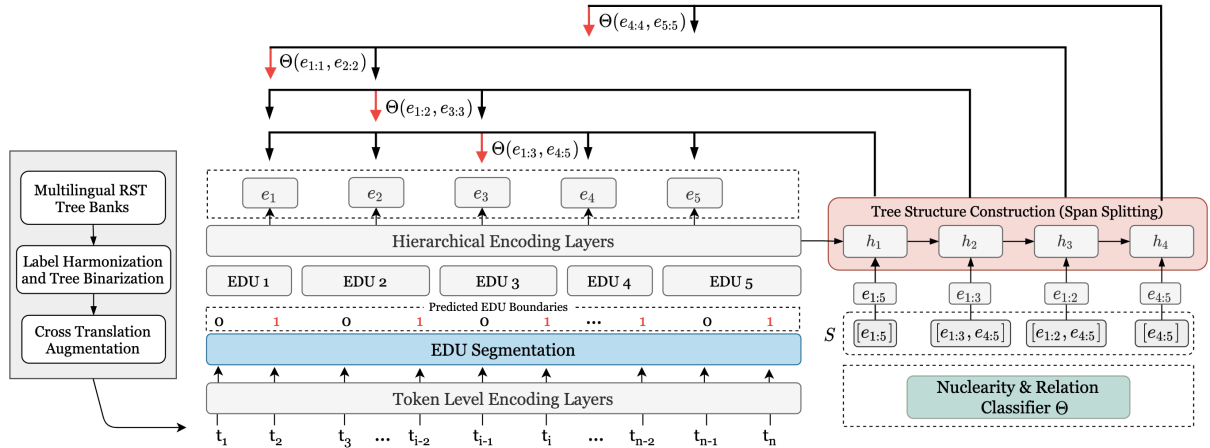 Θ(e4:4, e5:5)
Θ(e1:1, e2:2)
Θ(e1:2, e3:3)
Θ(e1:3, e4:5)
Multilingual RST
Tree Banks
Label Harmonization
and Tree Binarization
Cross Translation
Augmentation
e1 e2 e3 e4 e5
Hierarchical Encoding Layers
EDU 1 EDU 2 EDU 3 EDU 4 EDU 5
Predicted EDU Boundaries
0 1 0 1 0 1 ... 1 0 1
EDU Segmentation
Token Level Encoding Layers
t1 t2 t3 ... ti-2 ti-1 ti ... tn-2 tn-1 tn
Tree Structure Construction (Span Splitting)
h1 h2 h3 h4
e1:5 e1:3 e1:2 e4:5
S [e1:5] [e1:3, e4:5] [e1:2, e4:5] [e4:5]
Nuclearity & Relation
Classifier Θ